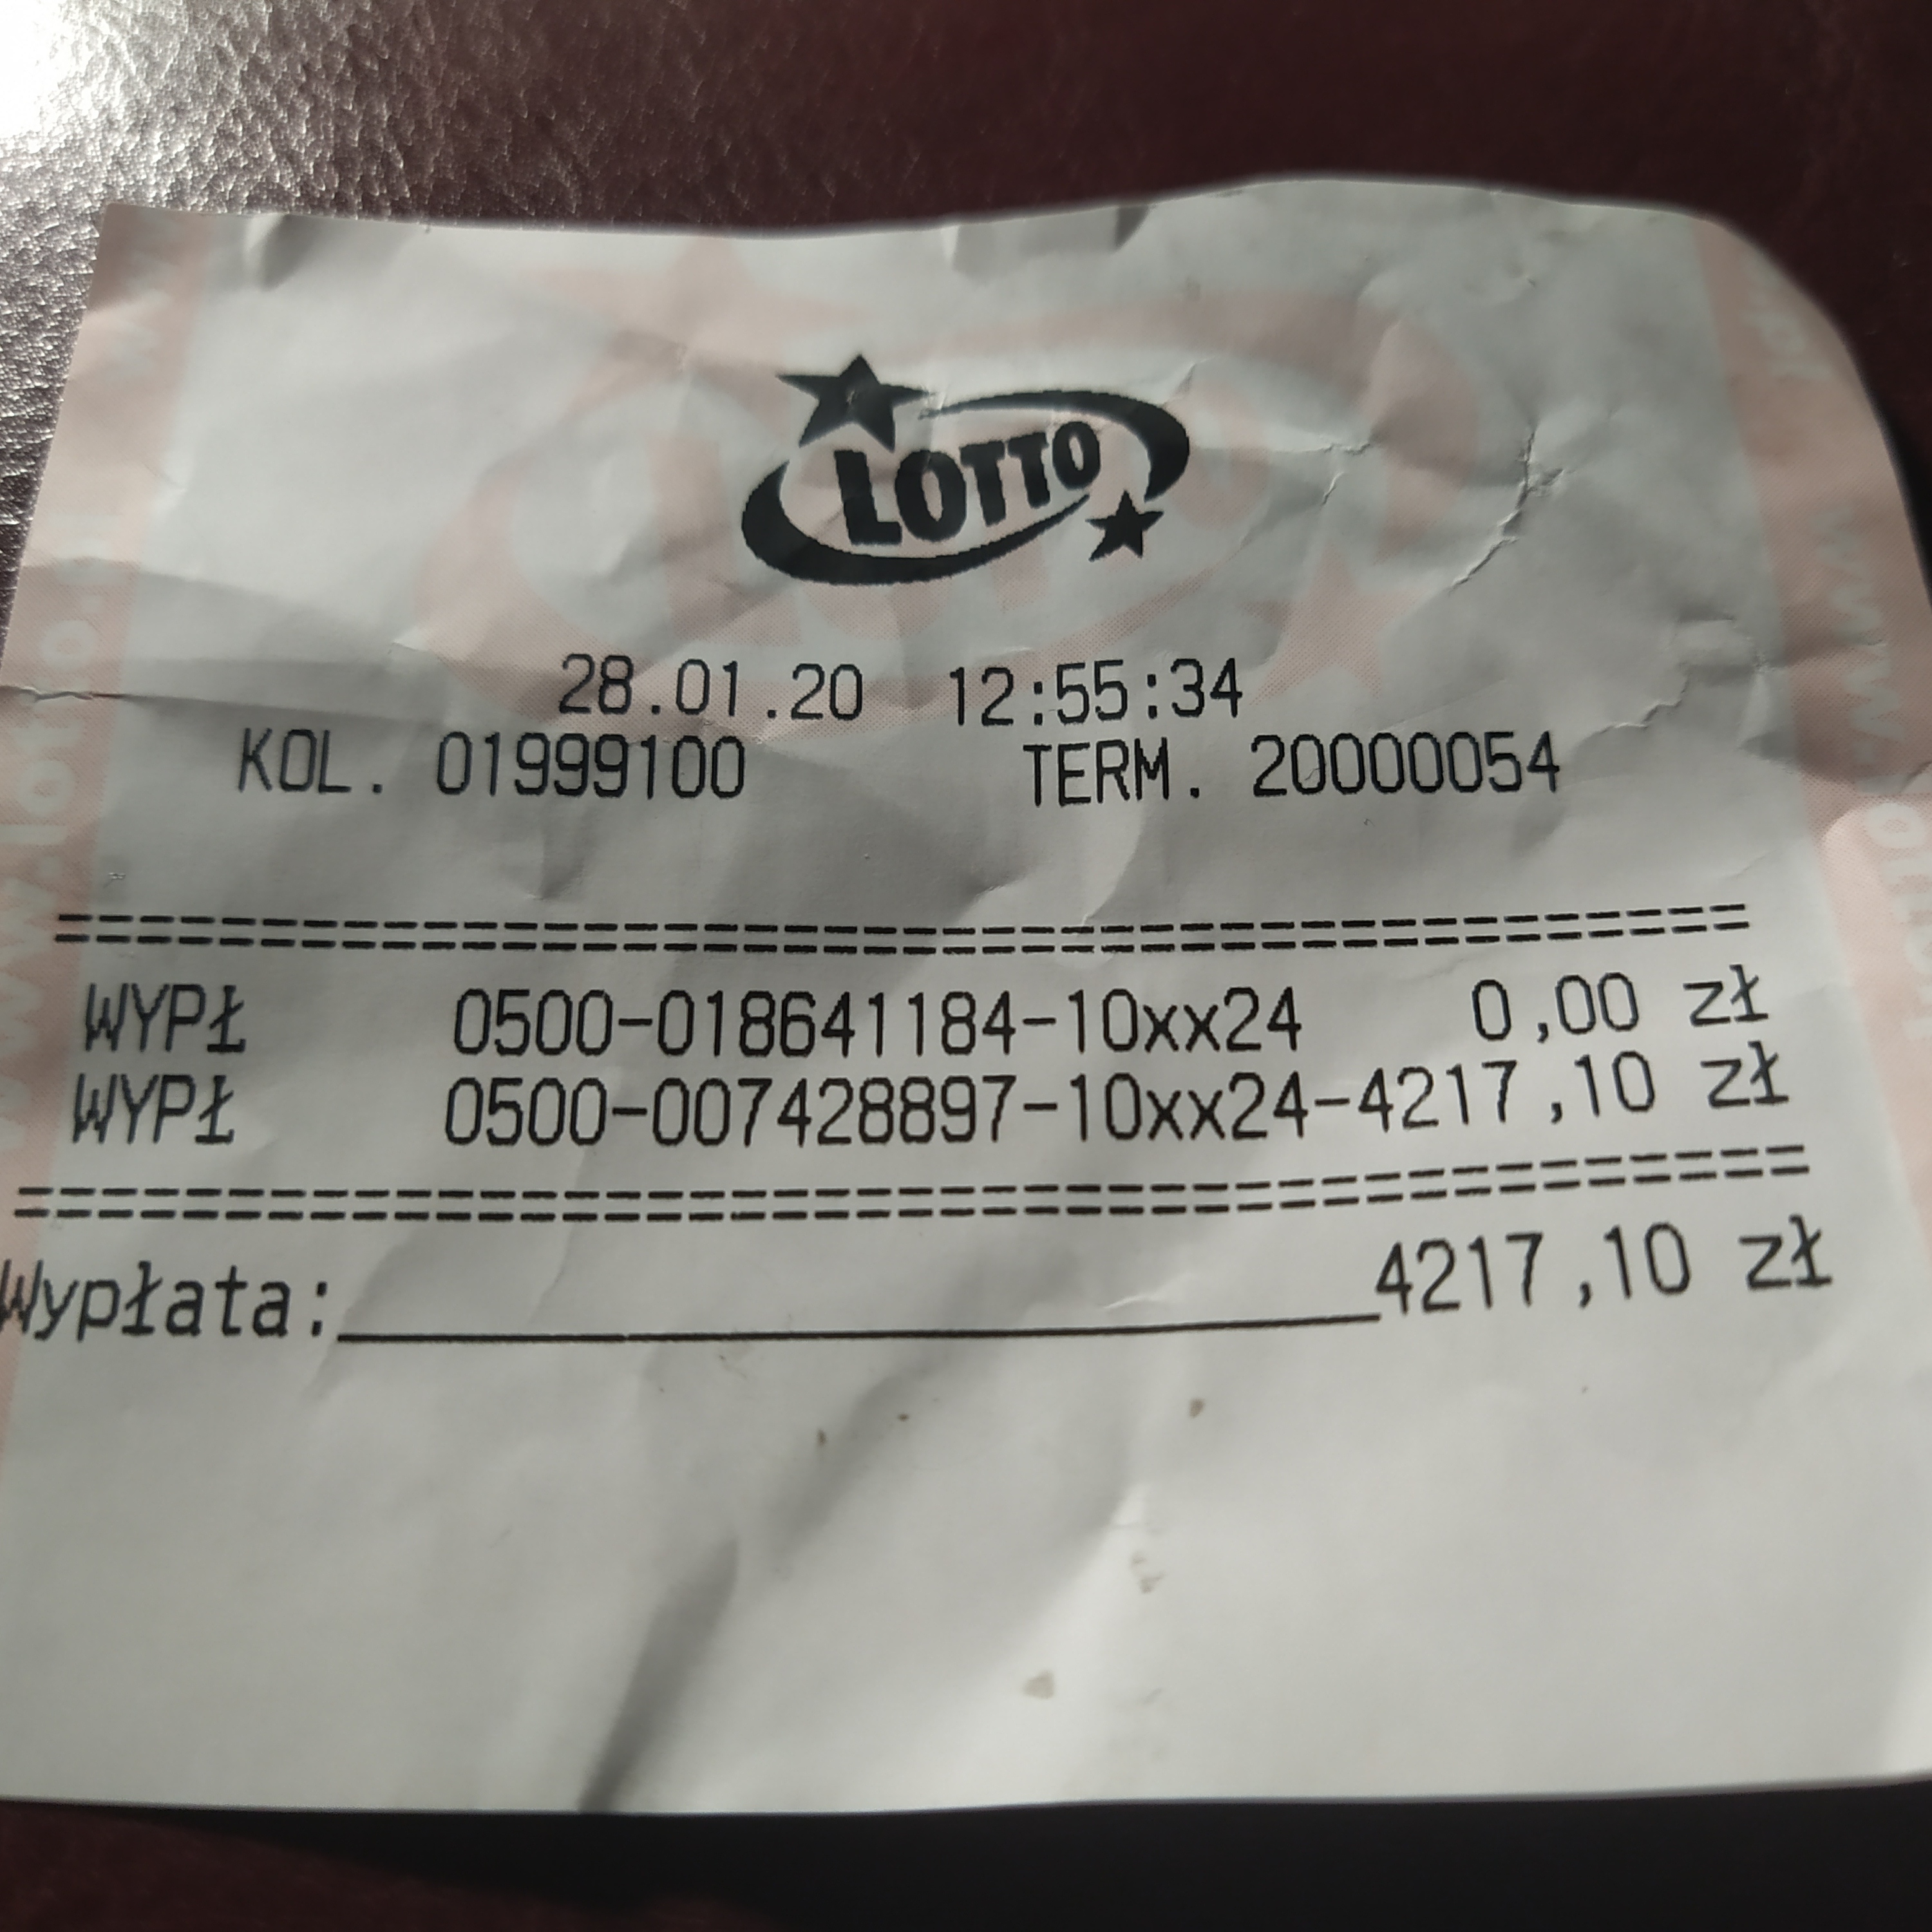 LOTTO
28.01.20 12:55:34
KOL. 01999100 TERM. 20000054
WYPŁ 0500-018641184-10xx24 0,00 zł
WYPŁ 0500-007428897-10xx24-4217,10 zł
Wypłata:____________________4217,10 zł